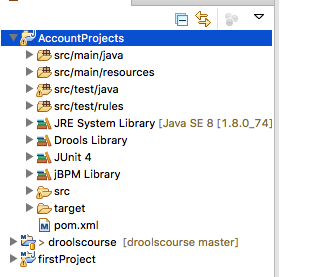 AccountProjects
src/main/java
src/main/resources
src/test/java
src/test/rules
JRE System Library [Java SE 8 [1.8.0_74]
Drools Library
JUnit 4
jBPM Library
src
target
pom.xml
> droolscourse [droolscourse master]
firstProject